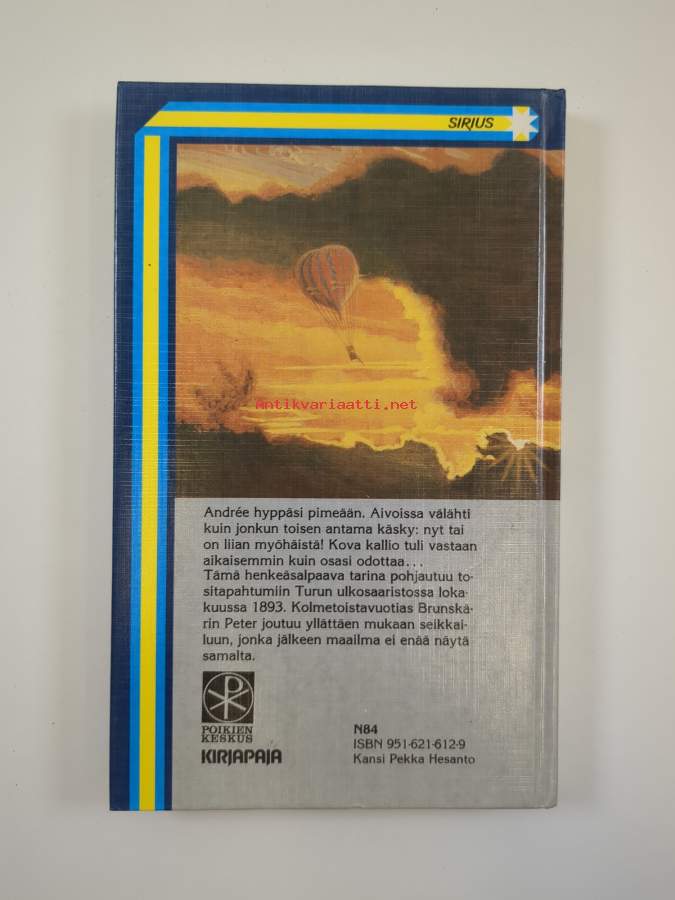 SIRIUS
Antikvariaatti.net
Andrée hyppäsi pimeään. Aivoissa välähti
kuin jonkun toisen antama käsky: nyt tai
on liian myöhäistä! Kova kallio tuli vastaan
aikaisemmin kuin osasi odottaa...
Tämä henkeäsalpaava tarina pohjautuu to-
sitapahtumiin Turun ulkosaaristossa loka-
kuussa 1893. Kolmetoistavuotias Brunskä-
rin Peter joutuu yllättäen mukaan seikkai-
luun, jonka jälkeen maailma ei enää näytä
samalta.
POIKIEN
KESKUS
KIRJAPAJA
N84
ISBN 951-621-612-9
Kansi Pekka Hesanto